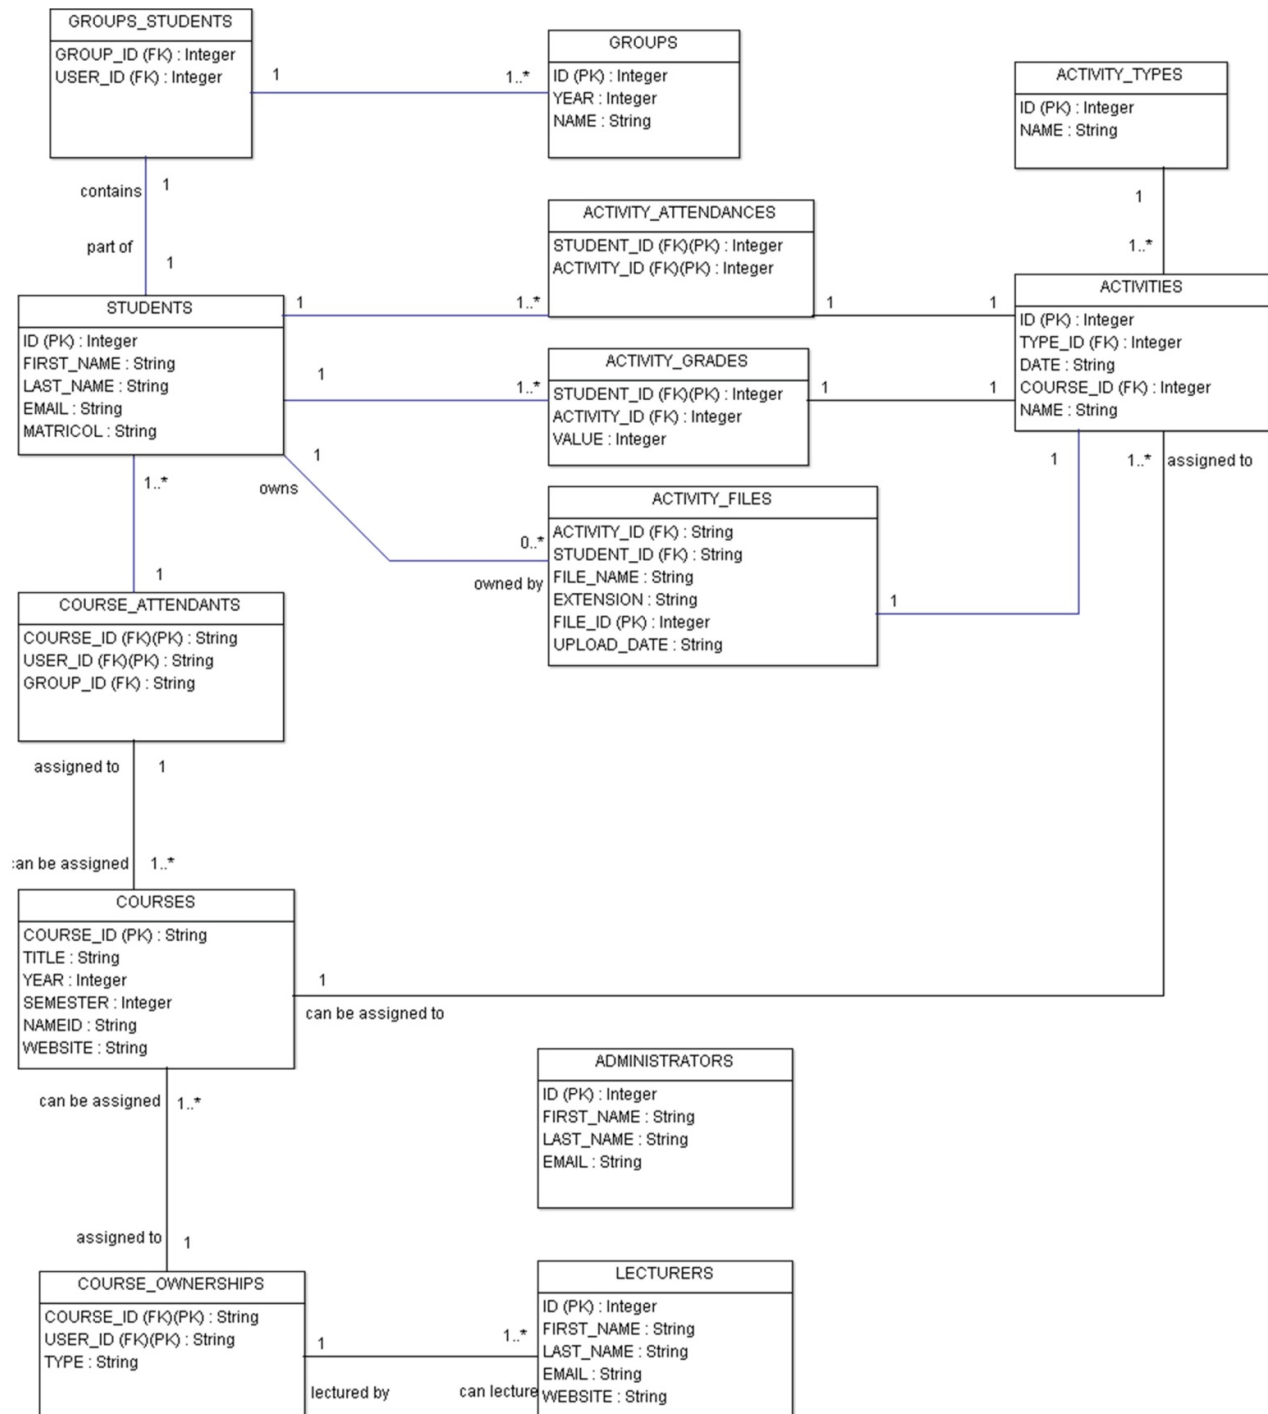 GROUPS_STUDENTS
GROUP_ID (FK) : Integer
USER_ID (FK) : Integer
1
1..*
GROUPS
ID (PK) : Integer
YEAR : Integer
NAME : String
ACTIVITY_TYPES
ID (PK) : Integer
NAME : String
contains
1
part of
1
1
1..*
ACTIVITY_ATTENDANCES
STUDENT_ID (FK)(PK) : Integer
ACTIVITY_ID (FK)(PK) : Integer
1
1..*
1
1
STUDENTS
ID (PK) : Integer
FIRST_NAME : String
LAST_NAME : String
EMAIL : String
MATRICOL : String
ACTIVITIES
ID (PK) : Integer
TYPE_ID (FK) : Integer
DATE : String
COURSE_ID (FK) : Integer
NAME : String
1
1..*
ACTIVITY_GRADES
STUDENT_ID (FK)(PK) : Integer
ACTIVITY_ID (FK) : Integer
VALUE : Integer
1
1
1..*
1
owns
0..*
owned by
1
1..*
assigned to
ACTIVITY_FILES
ACTIVITY_ID (FK) : String
STUDENT_ID (FK) : String
FILE_NAME : String
EXTENSION : String
FILE_ID (PK) : Integer
UPLOAD_DATE : String
1
1
COURSE_ATTENDANTS
COURSE_ID (FK)(PK) : String
USER_ID (FK)(PK) : String
GROUP_ID (FK) : String
assigned to
1
:an be assigned
1..*
COURSES
COURSE_ID (PK) : String
TITLE : String
YEAR : Integer
SEMESTER : Integer
NAMEID : String
WEBSITE : String
1
can be assigned to
can be assigned
1..*
ADMINISTRATORS
ID (PK) : Integer
FIRST_NAME : String
LAST_NAME : String
EMAIL : String
assigned to
1
COURSE_OWNERSHIPS
COURSE_ID (FK)(PK) : String
USER_ID (FK)(PK) : String
TYPE : String
1
1..*
lectured by
can lecture
LECTURERS
ID (PK) : Integer
FIRST_NAME : String
LAST_NAME : String
EMAIL : String
WEBSITE : String